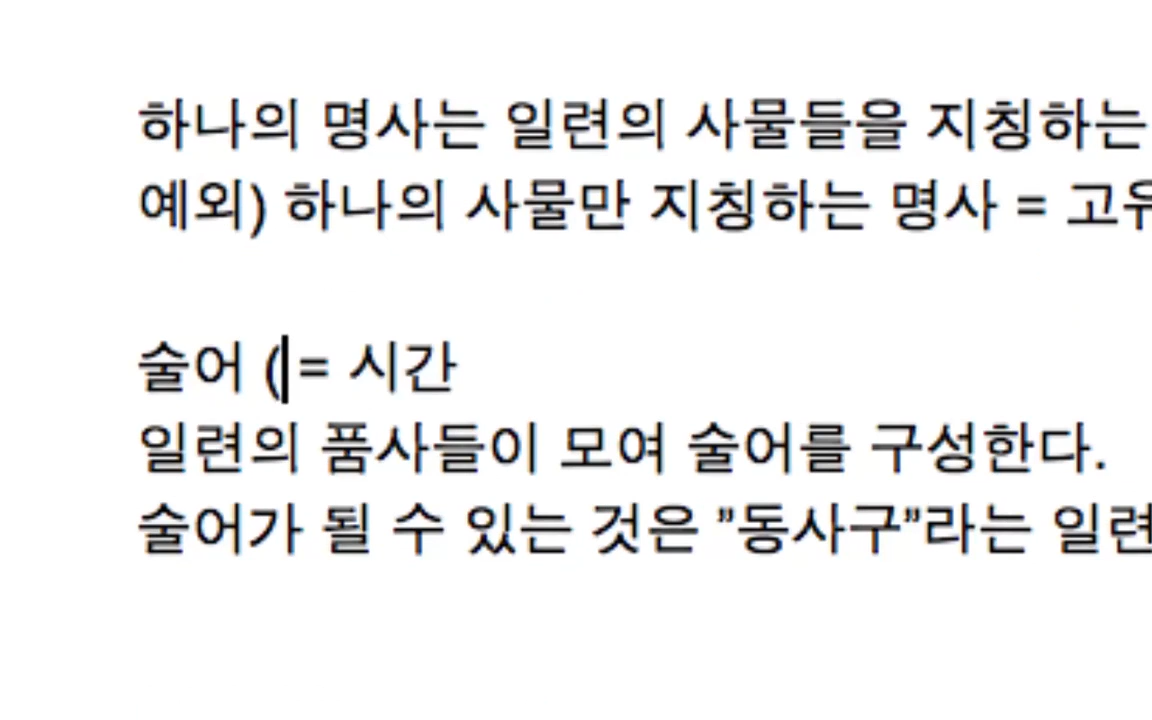 하나의 명사는 일련의 사물들을 지칭하는
예외) 하나의 사물만 지칭하는 명사 = 고유
술어 (= 시간
일련의 품사들이 모여 술어를 구성한다.
술어가 될 수 있는 것은 ”동사구”라는 일련